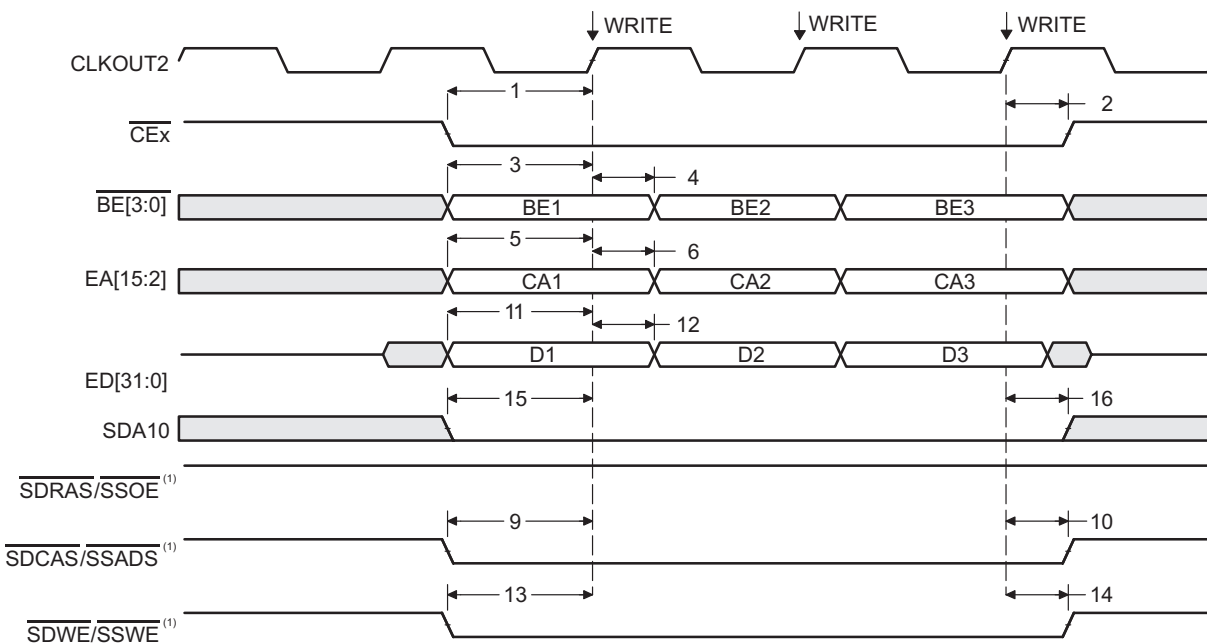 WRITE WRITE WRITE
CLKOUT2
1 2
CEx
3 4
BE[3:0] BE1 BE2 BE3
5 6
EA[15:2] CA1 CA2 CA3
11 12
D1 D2 D3
ED[31:0]
15 16
SDA10
SDRAS/SSOE (1)
9 10
SDCAS/SSADS (1)
13 14
SDWE/SSWE (1)